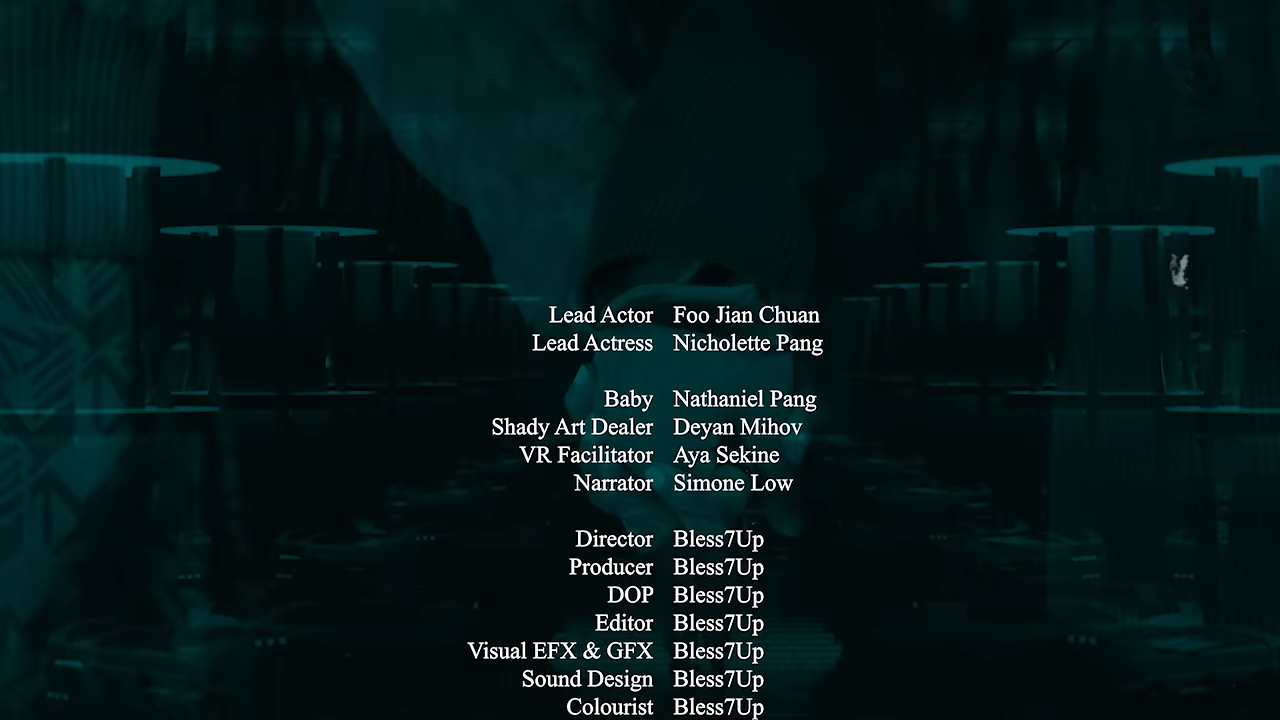 Lead Actor Foo Jian Chuan
Lead Actress Nicholette Pang
Baby Nathaniel Pang
Shady Art Dealer Deyan Mihov
VR Facilitator Aya Sekine
Narrator Simone Low
Director Bless7Up
Producer Bless7Up
DOP Bless7Up
Editor Bless7Up
Visual EFX & GFX Bless7Up
Sound Design Bless7Up
Colourist Bless7Up